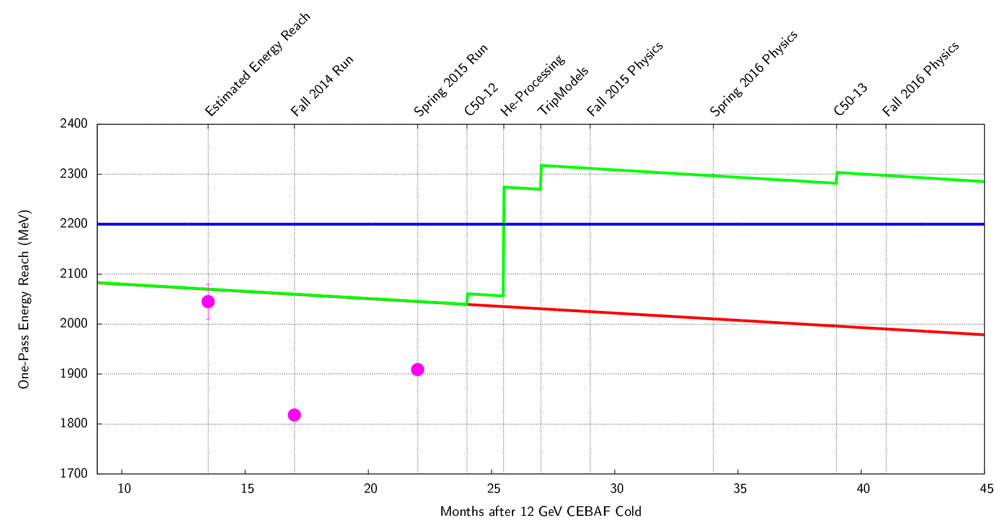 Estimated Energy Reach
Fall 2014 Run
Spring 2015 Run
C50-12
He-Processing
TripModels
Fall 2015 Physics
Spring 2016 Physics
C50-13
Fall 2016 Physics
2400
2300
2200
2100
2000
1900
1800
1700
One-Pass Energy Reach (MeV)
10 15 20 25 30 35 40 45
Months after 12 GeV CEBAF Cold